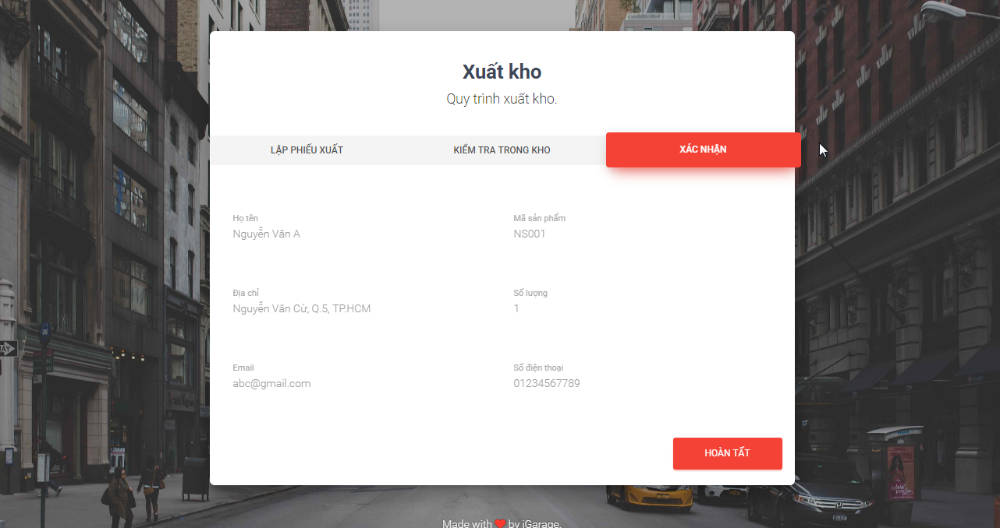 Xuất kho
Quy trình xuất kho.
LẬP PHIẾU XUẤT
KIỂM TRA TRONG KHO
XÁC NHẬN
Họ tên
Nguyễn Văn A
Mã sản phẩm
NS001
Địa chỉ
Nguyễn Văn Cừ, Q.5, TP.HCM
Số lượng
1
Email
abc@gmail.com
Số điện thoại
01234567789
HOÀN TẤT
Made with ❤ by iGarage.